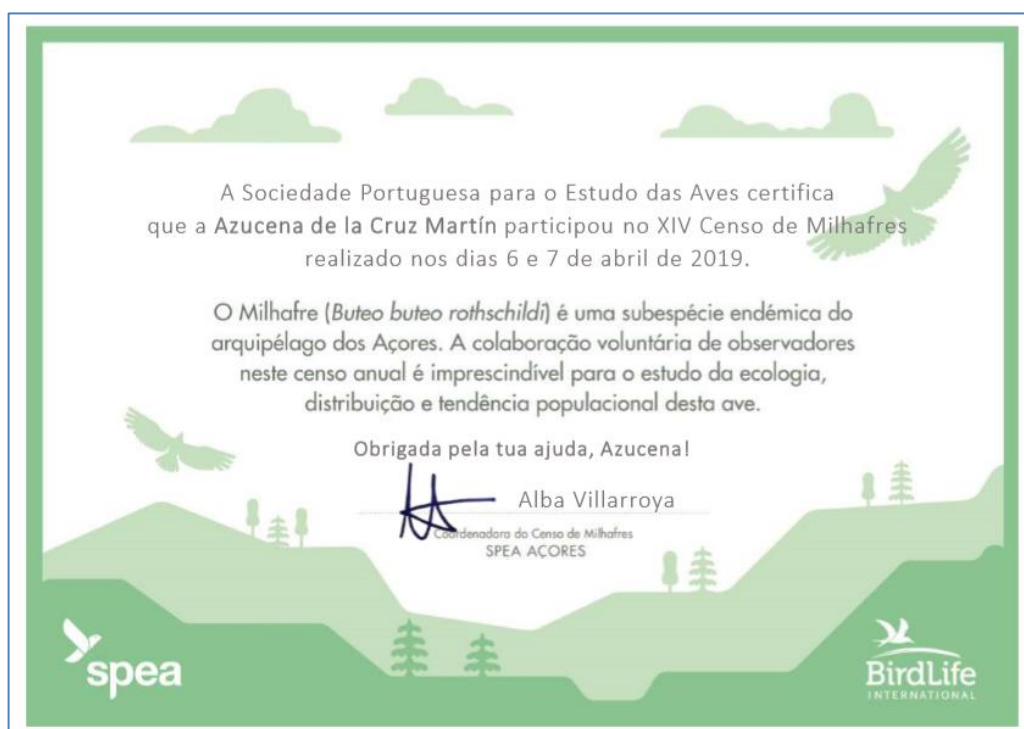 A Sociedade Portuguesa para o Estudo das Aves certifica
que a Azucena de la Cruz Martín participou no XIV Censo de Milhafres
realizado nos dias 6 e 7 de abril de 2019.
O Milhafre (Buteo buteo rothschildi) é uma subespécie endémica do
arquipélago dos Açores. A colaboração voluntária de observadores
neste censo anual é imprescindível para o estudo da ecologia,
distribuição e tendência populacional desta ave.
Obrigada pela tua ajuda, Azucena!
Alba Villarroya
Coordenadora do Censo de Milhafres
SPEA AÇORES
spea
BirdLife
INTERNATIONAL